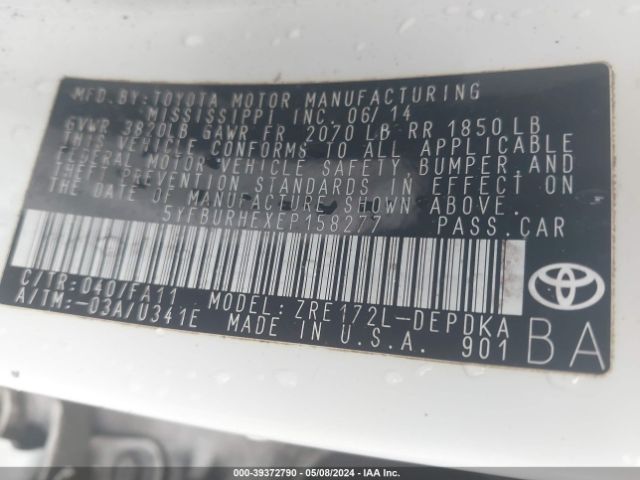 MFD. BY: TOYOTA MOTOR MANUFACTURING
MISSISSIPPI INC. 06/14
GVWR 3820LB GAWR FR 2070 LB RR 1850 LB
THIS VEHICLE CONFORMS TO ALL APPLICABLE
FEDERAL MOTOR VEHICLE SAFETY BUMPER, AND
THEFT PREVENTION STANDARDS IN EFFECT ON
THE DATE OF MANUFACTURE SHOWN ABOVE.
5YFBURHEXEP158277 PASS.CAR
C/TR: 040/FA11 MODEL: ZRE172L-DEPDKA
A/TM: -03A/U341E MADE IN U.S.A. 901
BA
TOYOTA
000-39372790 - 05/08/2024 - IAA Inc.